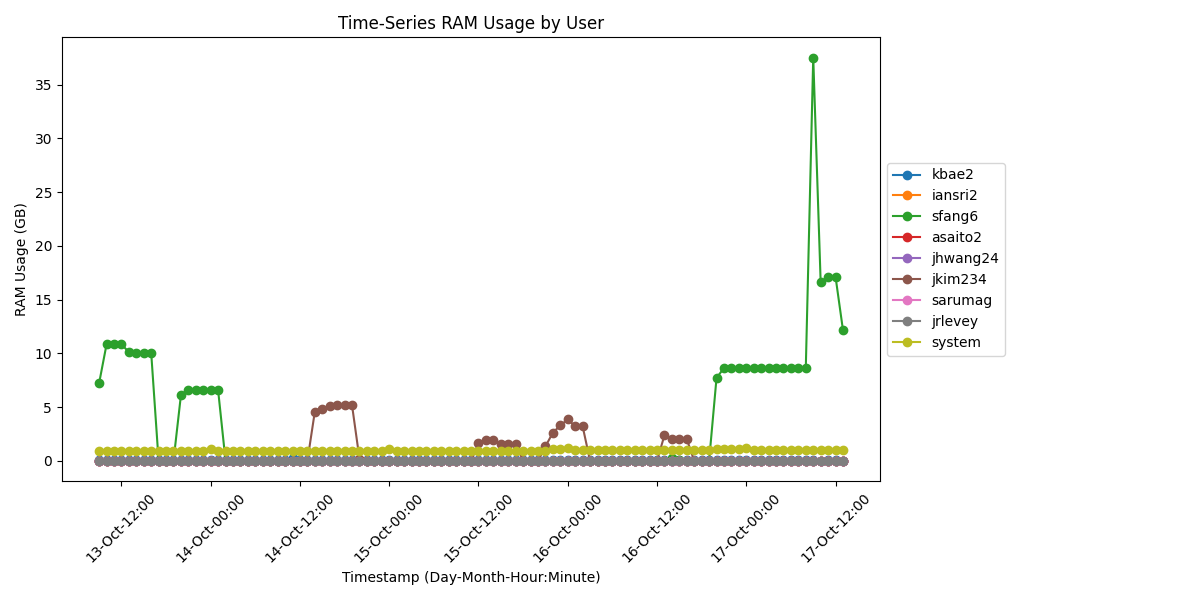 Time-Series RAM Usage by User
RAM Usage (GB)
35
30
25
20
15
10
5
0
13-Oct-12:00
14-Oct-00:00
14-Oct-12:00
15-Oct-00:00
15-Oct-12:00
16-Oct-00:00
16-Oct-12:00
17-Oct-00:00
17-Oct-12:00
Timestamp (Day-Month-Hour:Minute)
kbae2
iansri2
sfang6
asaito2
jhwang24
jkim234
sarumag
jrlevey
system